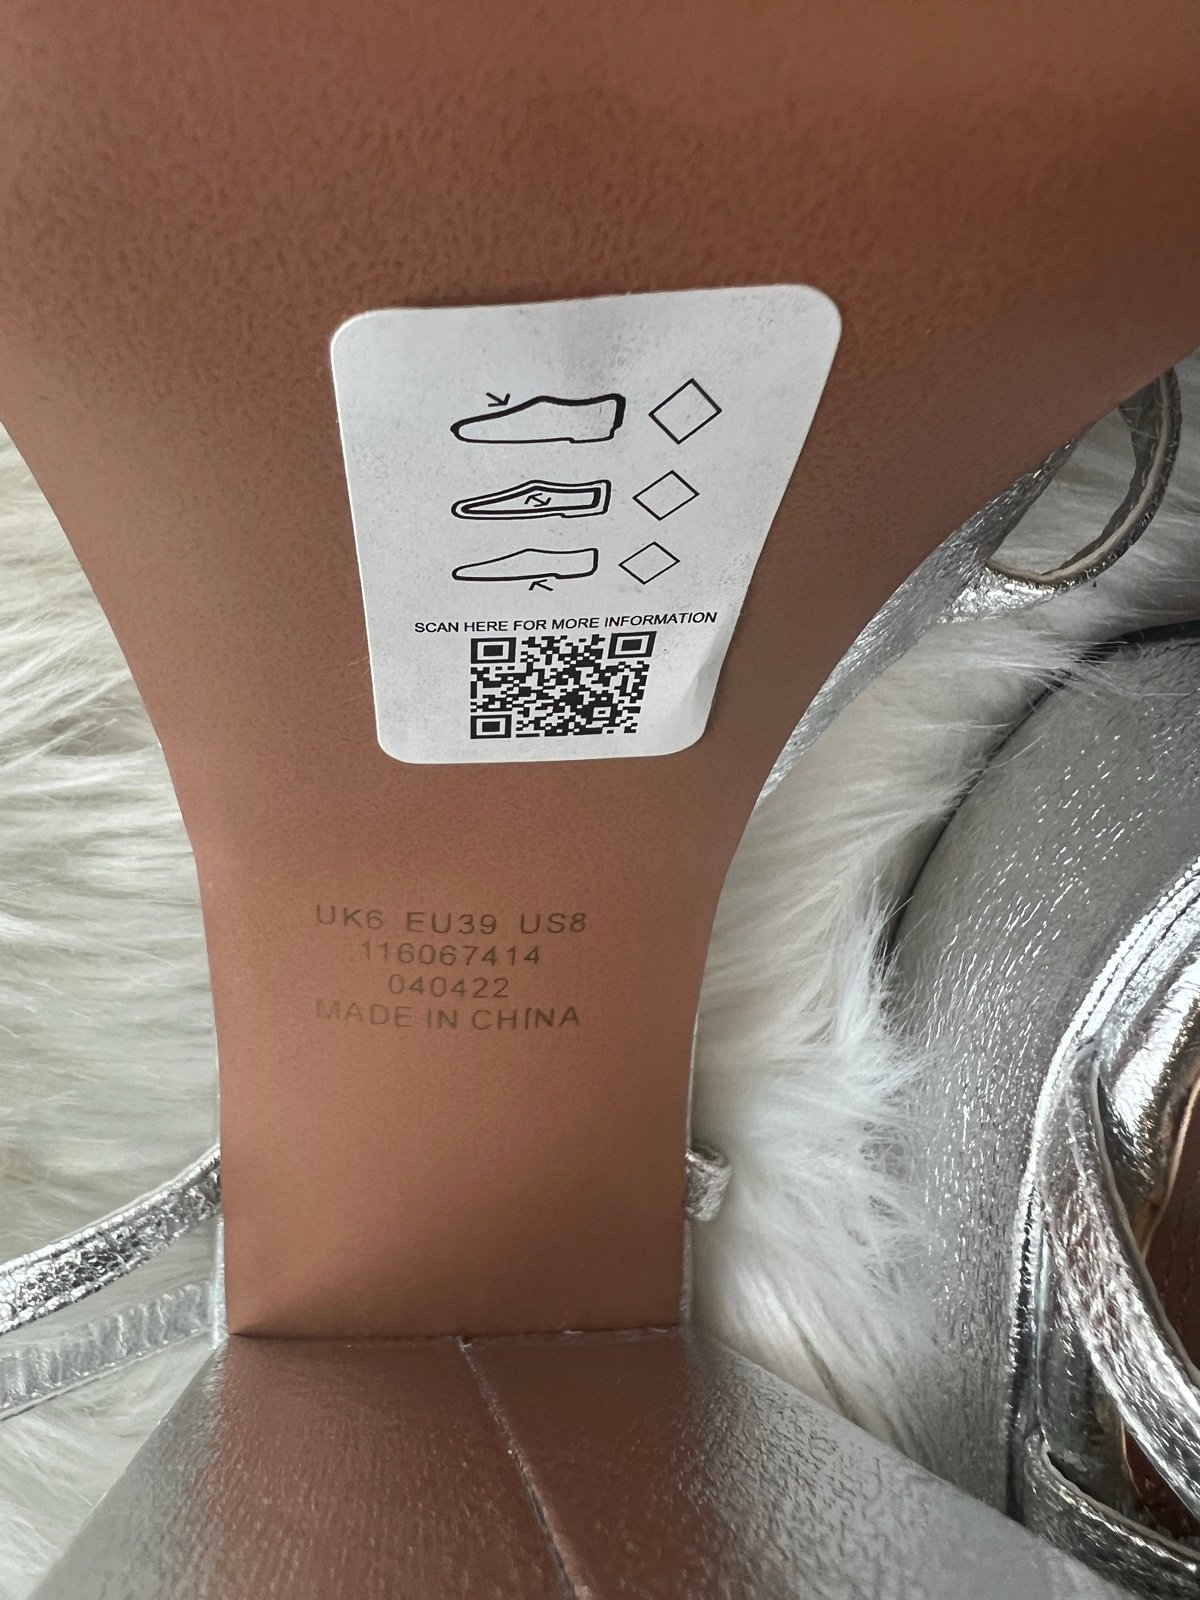 SCAN HERE FOR MORE INFORMATION
UK6 EU39 US8
116067414
040422
MADE IN CHINA